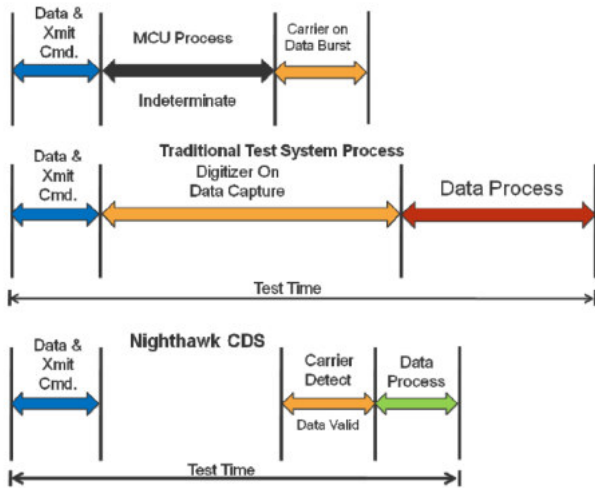 Data &
Xmit
Cmd.
MCU Process
Indeterminate
Carrier on
Data Burst
Data &
Xmit
Cmd.
Traditional Test System Process
Digitizer On
Data Capture
Data Process
Test Time
Nighthawk CDS
Data &
Xmit
Cmd.
Carrier
Detect
Data Valid
Data
Process
Test Time